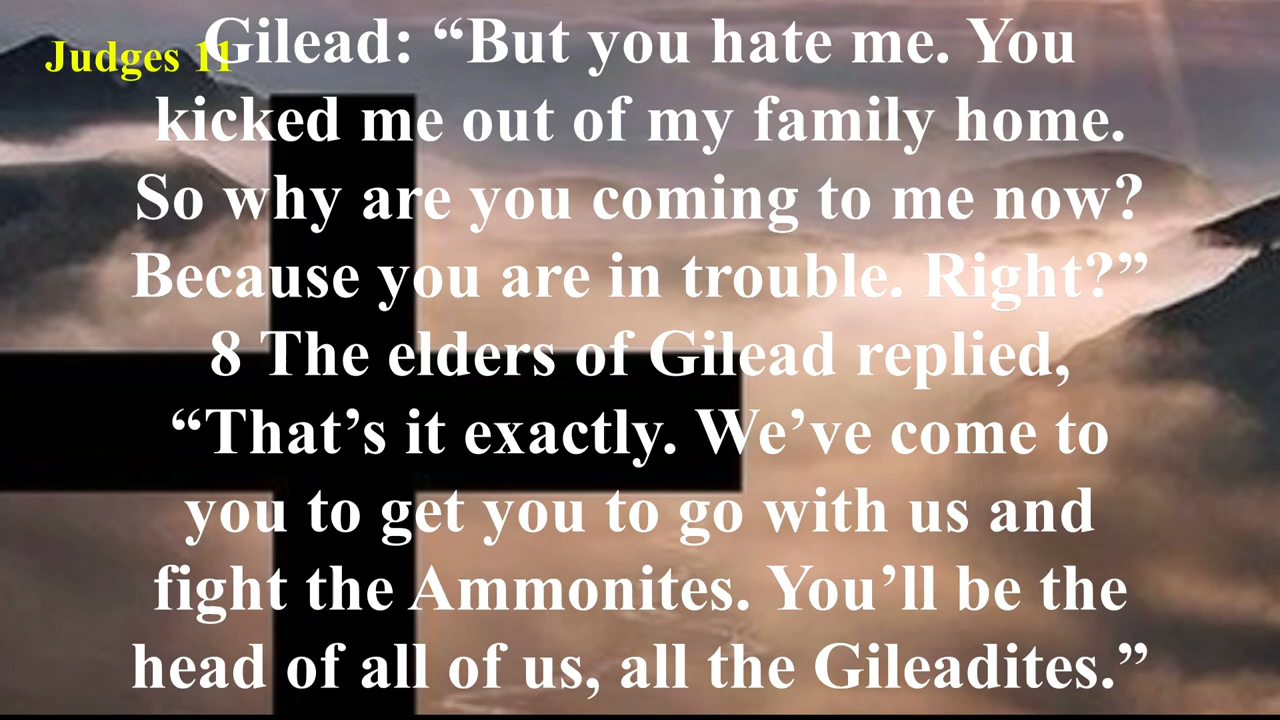 Judges 11
Gilead: “But you hate me. You
kicked me out of my family home.
So why are you coming to me now?
Because you are in trouble. Right?”
8 The elders of Gilead replied,
“That’s it exactly. We’ve come to
you to get you to go with us and
fight the Ammonites. You’ll be the
head of all of us, all the Gileadites.”